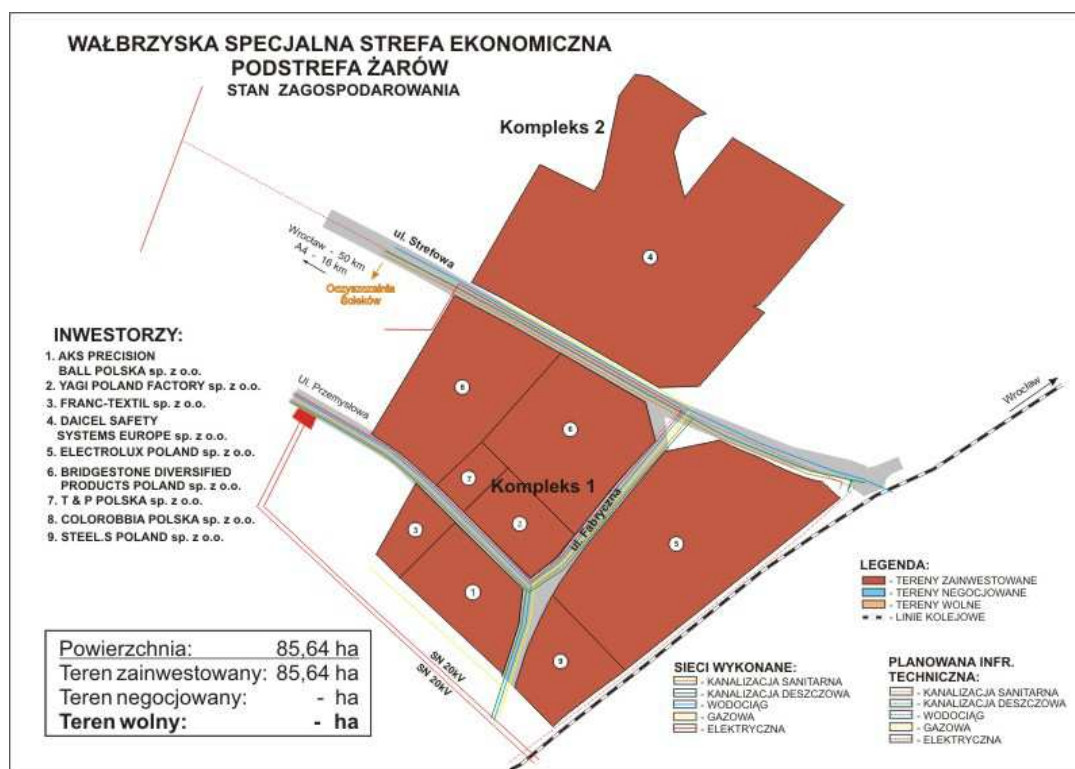 WAŁBRZYSKA SPECJALNA STREFA EKONOMICZNA
PODSTREFA ŻARÓW
STAN ZAGOSPODAROWANIA
Kompleks 2
ul. Strefowa
Wrocław - 50 km
A4 - 16 km
Oczyszczalnia
Ścieków
4
INWESTORZY:
1. AKS PRECISION
BALL POLSKA sp. z o.o.
2. YAGI POLAND FACTORY sp. z o.o.
3. FRANC-TEXTIL sp. z o.o.
4. DAICEL SAFETY
SYSTEMS EUROPE sp. z o.o.
5. ELECTROLUX POLAND sp. z o.o.
6. BRIDGESTONE DIVERSIFIED
PRODUCTS POLAND sp. z o.o.
7. T & P POLSKA sp. z o.o.
8. COLOROBBIA POLSKA sp. z o.o.
9. STEEL.S POLAND sp. z o.o.
Ul. Przemysłowa
Wrocław
7
Kompleks 1
ul. Fabryczna
3
5
1
9
SN 20kV
SN 20kV
Powierzchnia: 85,64 ha
Teren zainwestowany: 85,64 ha
Teren negocjowany: - ha
Teren wolny: - ha
LEGENDA:
- TERENY ZAINWESTOWANE
- TERENY NEGOCJOWANE
- TERENY WOLNE
- LINIE KOLEJOWE
SIECI WYKONANE:
- KANALIZACJA SANITARNA
- KANALIZACJA DESZCZOWA
- WODOCIĄG
- GAZOWA
- ELEKTRYCZNA
PLANOWANA INFR.
TECHNICZNA:
- KANALIZACJA SANITARNA
- KANALIZACJA DESZCZOWA
- WODOCIĄG
- GAZOWA
- ELEKTRYCZNA